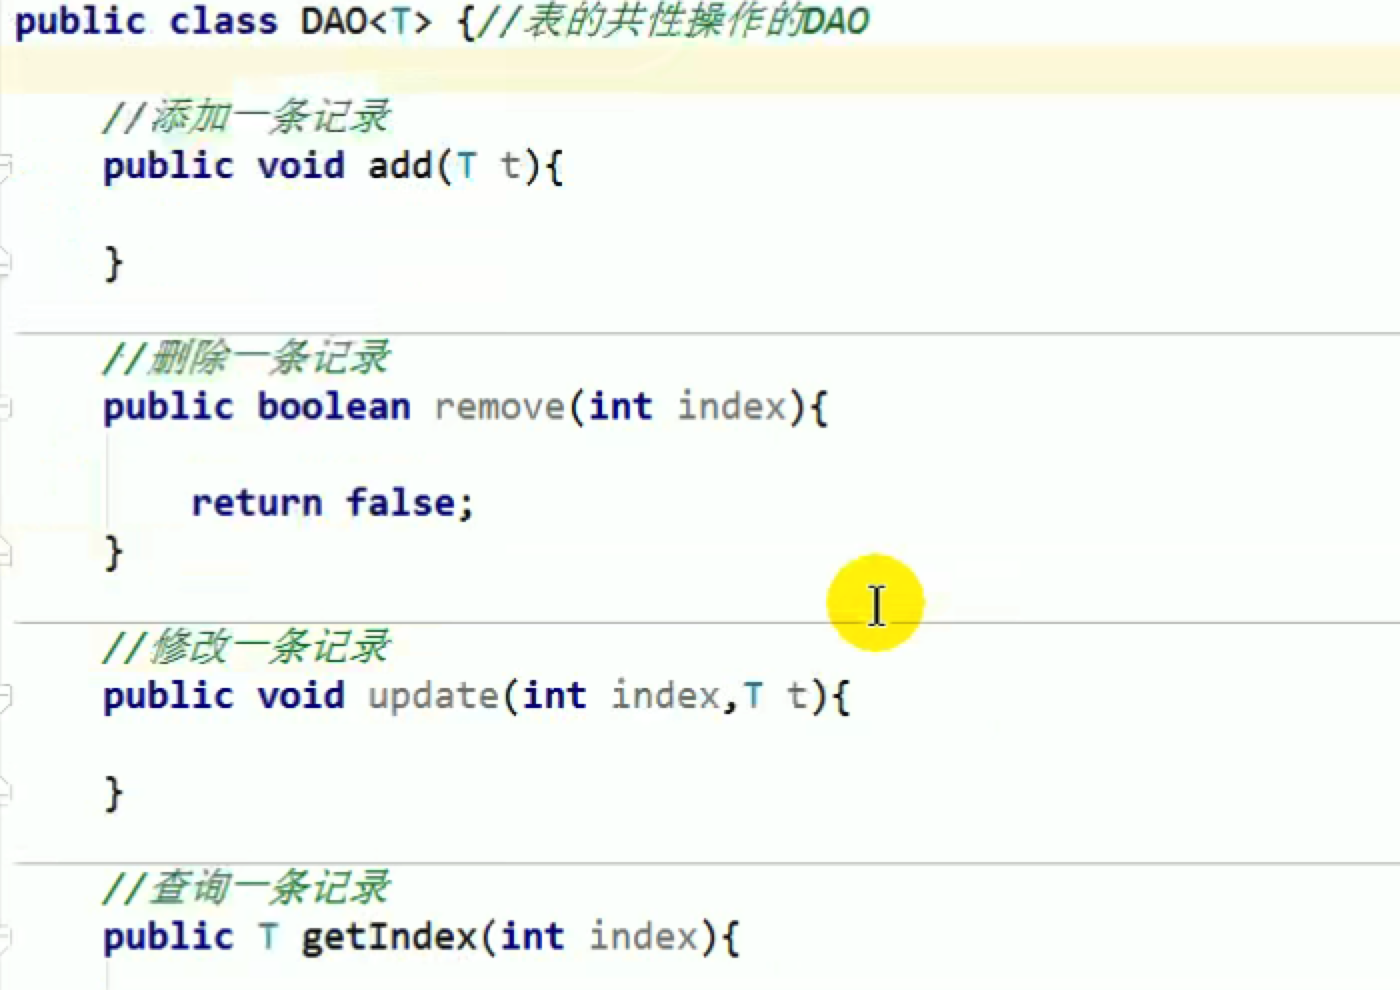 public class DAO<T> {//表的共性操作的DAO
//添加一条记录
public void add(T t){
}
//删除一条记录
public boolean remove(int index){
return false;
}
//修改一条记录
public void update(int index,T t){
}
//查询一条记录
public T getIndex(int index){